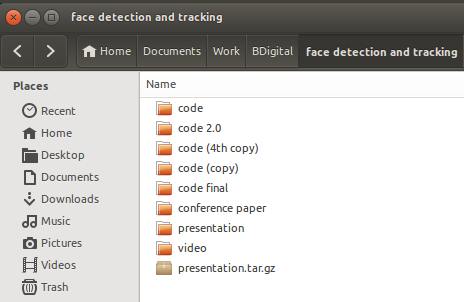 face detection and tracking
Home Documents Work BDigital face detection and tracking
Places
Recent
Home
Desktop
Documents
Downloads
Music
Pictures
Videos
Trash
Name
code
code 2.0
code (4th copy)
code (copy)
code final
conference paper
presentation
video
presentation.tar.gz